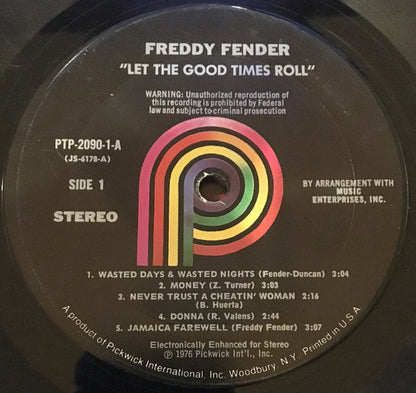 FREDDY FENDER
"LET THE GOOD TIMES ROLL"
WARNING: Unauthorized reproduction of
this recording is prohibited by Federal
law and subject to criminal prosecution
PTP-2090-1-A
(JS-6178-A)
SIDE 1
STEREO
BY ARRANGEMENT WITH
MUSIC
ENTERPRISES, INC.
1. WASTED DAYS & WASTED NIGHTS (Fender-Duncan) 3:04
2. MONEY (Z. Turner) 3:03
3. NEVER TRUST A CHEATIN' WOMAN 2:16
(B. Huerta)
4. DONNA (R. Valens) 2:44
5. JAMAICA FAREWELL (Freddy Fender) 3:07
Electronically Enhanced for Stereo
℗ 1976 Pickwick Int'l., Inc.
A product of Pickwick International, Inc. Woodbury, N.Y. Printed in U.S.A